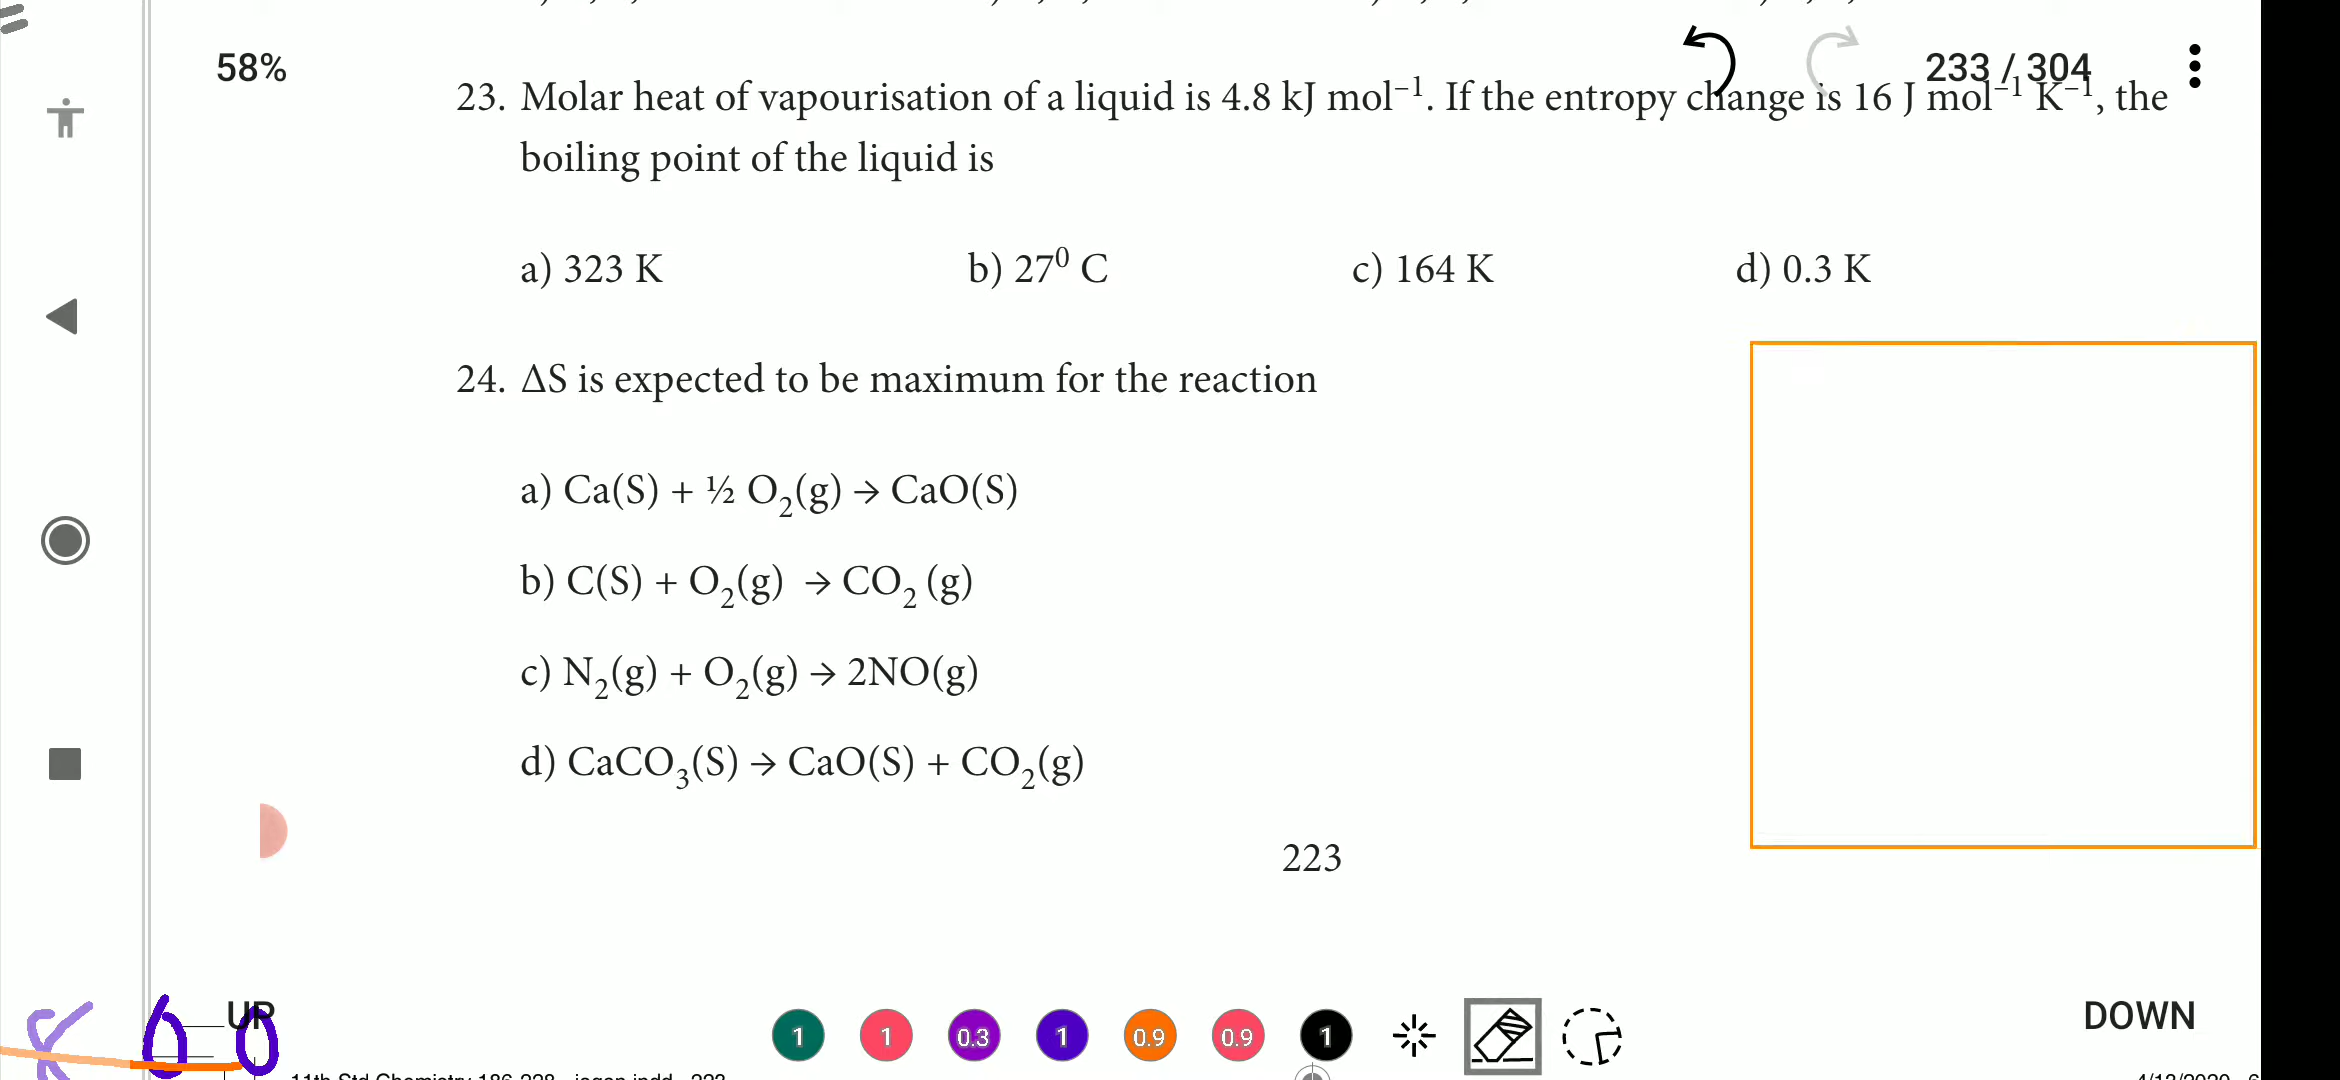 58%
233 / 304
23. Molar heat of vapourisation of a liquid is 4.8 kJ mol⁻¹. If the entropy change is 16 J mol⁻¹ K⁻¹, the
boiling point of the liquid is
a) 323 K b) 27⁰ C c) 164 K d) 0.3 K
24. ΔS is expected to be maximum for the reaction
a) Ca(S) + ½ O₂(g) → CaO(S)
b) C(S) + O₂(g) → CO₂ (g)
c) N₂(g) + O₂(g) → 2NO(g)
d) CaCO₃(S) → CaO(S) + CO₂(g)
223
UP
DOWN
1 1 0.3 1 0.9 0.9 1